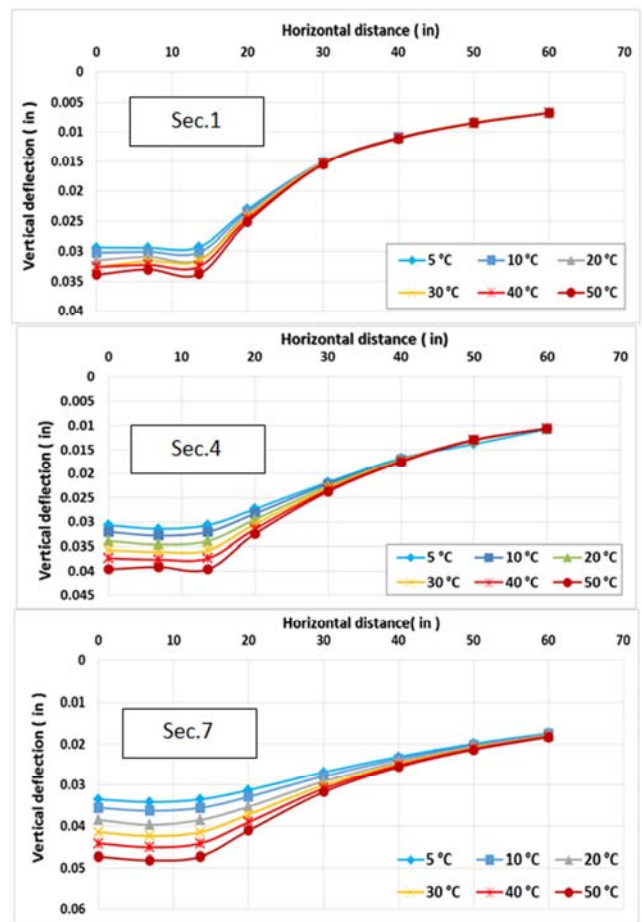 Horizontal distance ( in)
0 10 20 30 40 50 60
Vertical deflection ( in )
0
0.005
0.01
0.015
0.02
0.025
0.03
0.035
0.04
Sec.1
5 °C 10 °C 20 °C
30 °C 40 °C 50 °C
Horizontal distance ( in)
0 10 20 30 40 50 60
Vertical deflection ( in)
0
0.005
0.01
0.015
0.02
0.025
0.03
0.035
0.04
0.045
Sec.4
5 °C 10 °C 20 °C
30 °C 40 °C 50 °C
Horizontal distance( in )
0 10 20 30 40 50 60
Vertical deflection ( in )
0
0.01
0.02
0.03
0.04
0.05
0.06
Sec.7
5 °C 10 °C 20 °C
30 °C 40 °C 50 °C